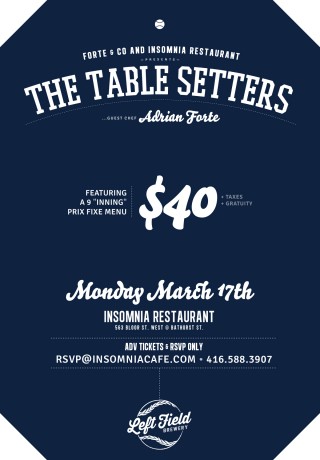 FORTE & CO AND INSOMNIA RESTAURANT
PRESENTS
THE TABLE SETTERS
...GUEST CHEF Adrian Forte
FEATURING
A 9 "INNING"
PRIX FIXE MENU
$40
+ TAXES
+ GRATUITY
Monday March 17th
INSOMNIA RESTAURANT
563 BLOOR ST. WEST @ BATHURST ST.
ADV TICKETS & RSVP ONLY
RSVP@INSOMNIACAFE.COM • 416.588.3907
Left Field
BREWERY